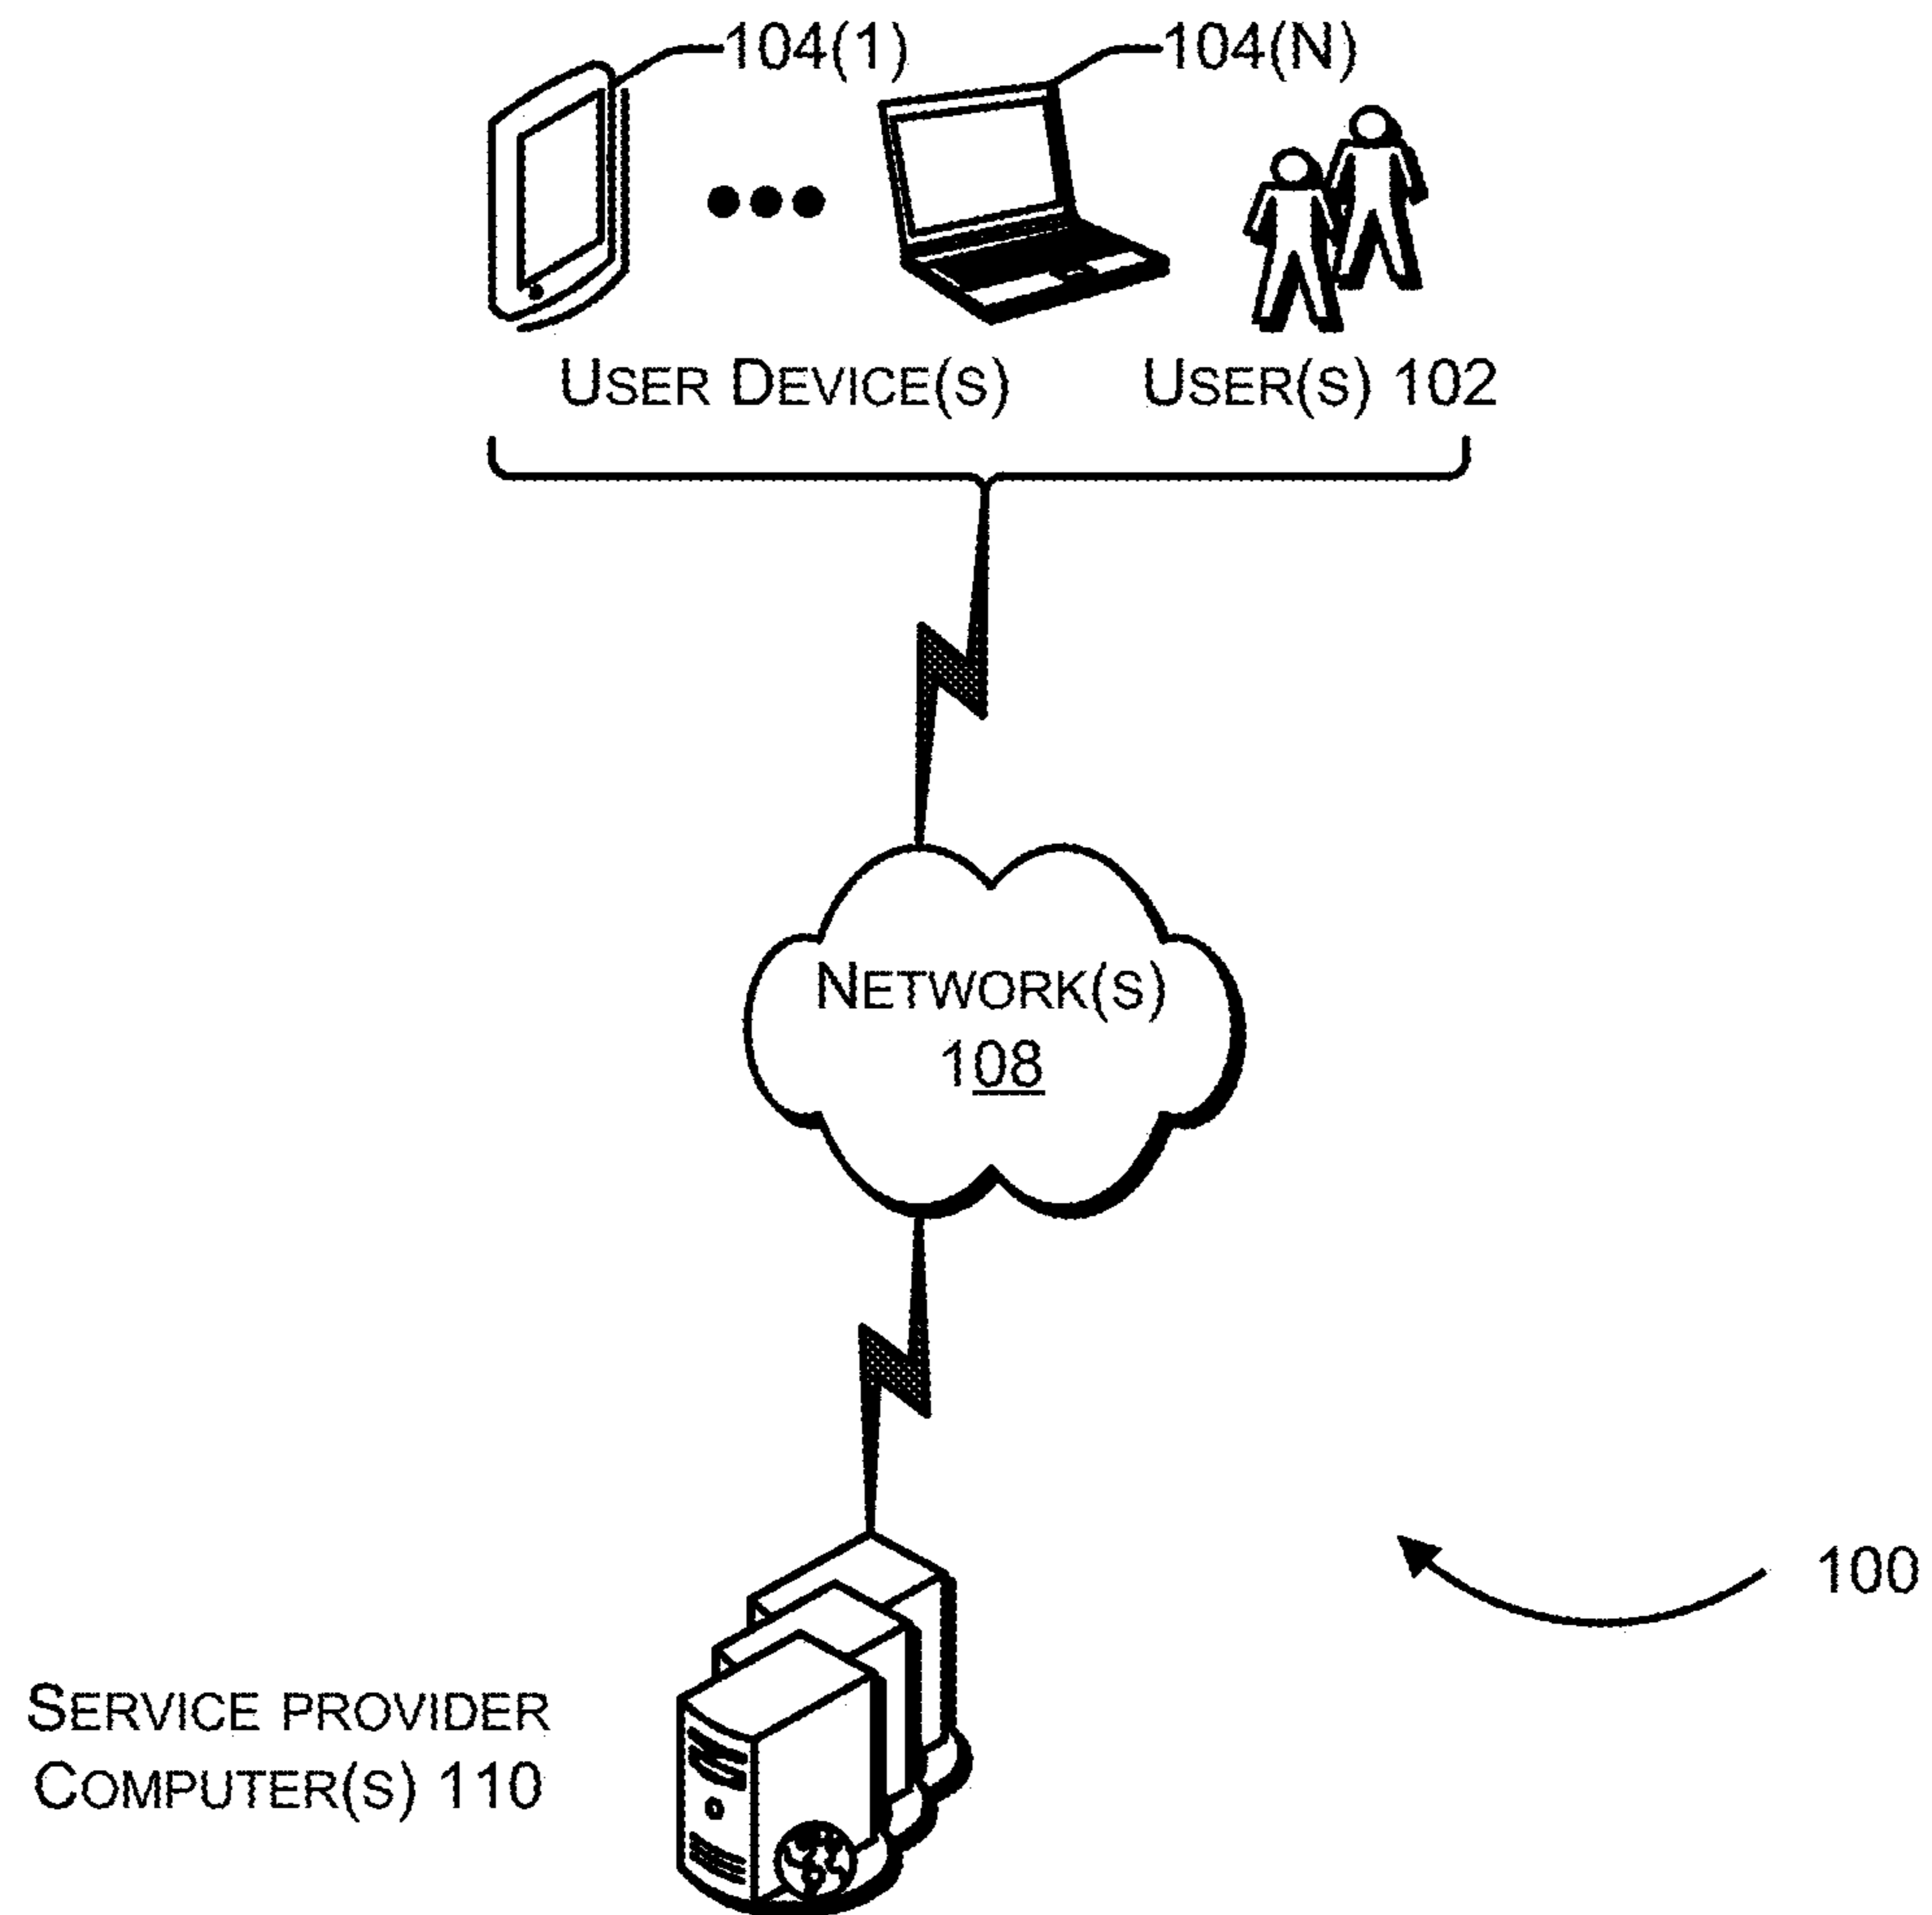 104(1)
104(N)
USER DEVICE(S)
USER(S) 102
NETWORK(S)
108
100
SERVICE PROVIDER
COMPUTER(S) 110